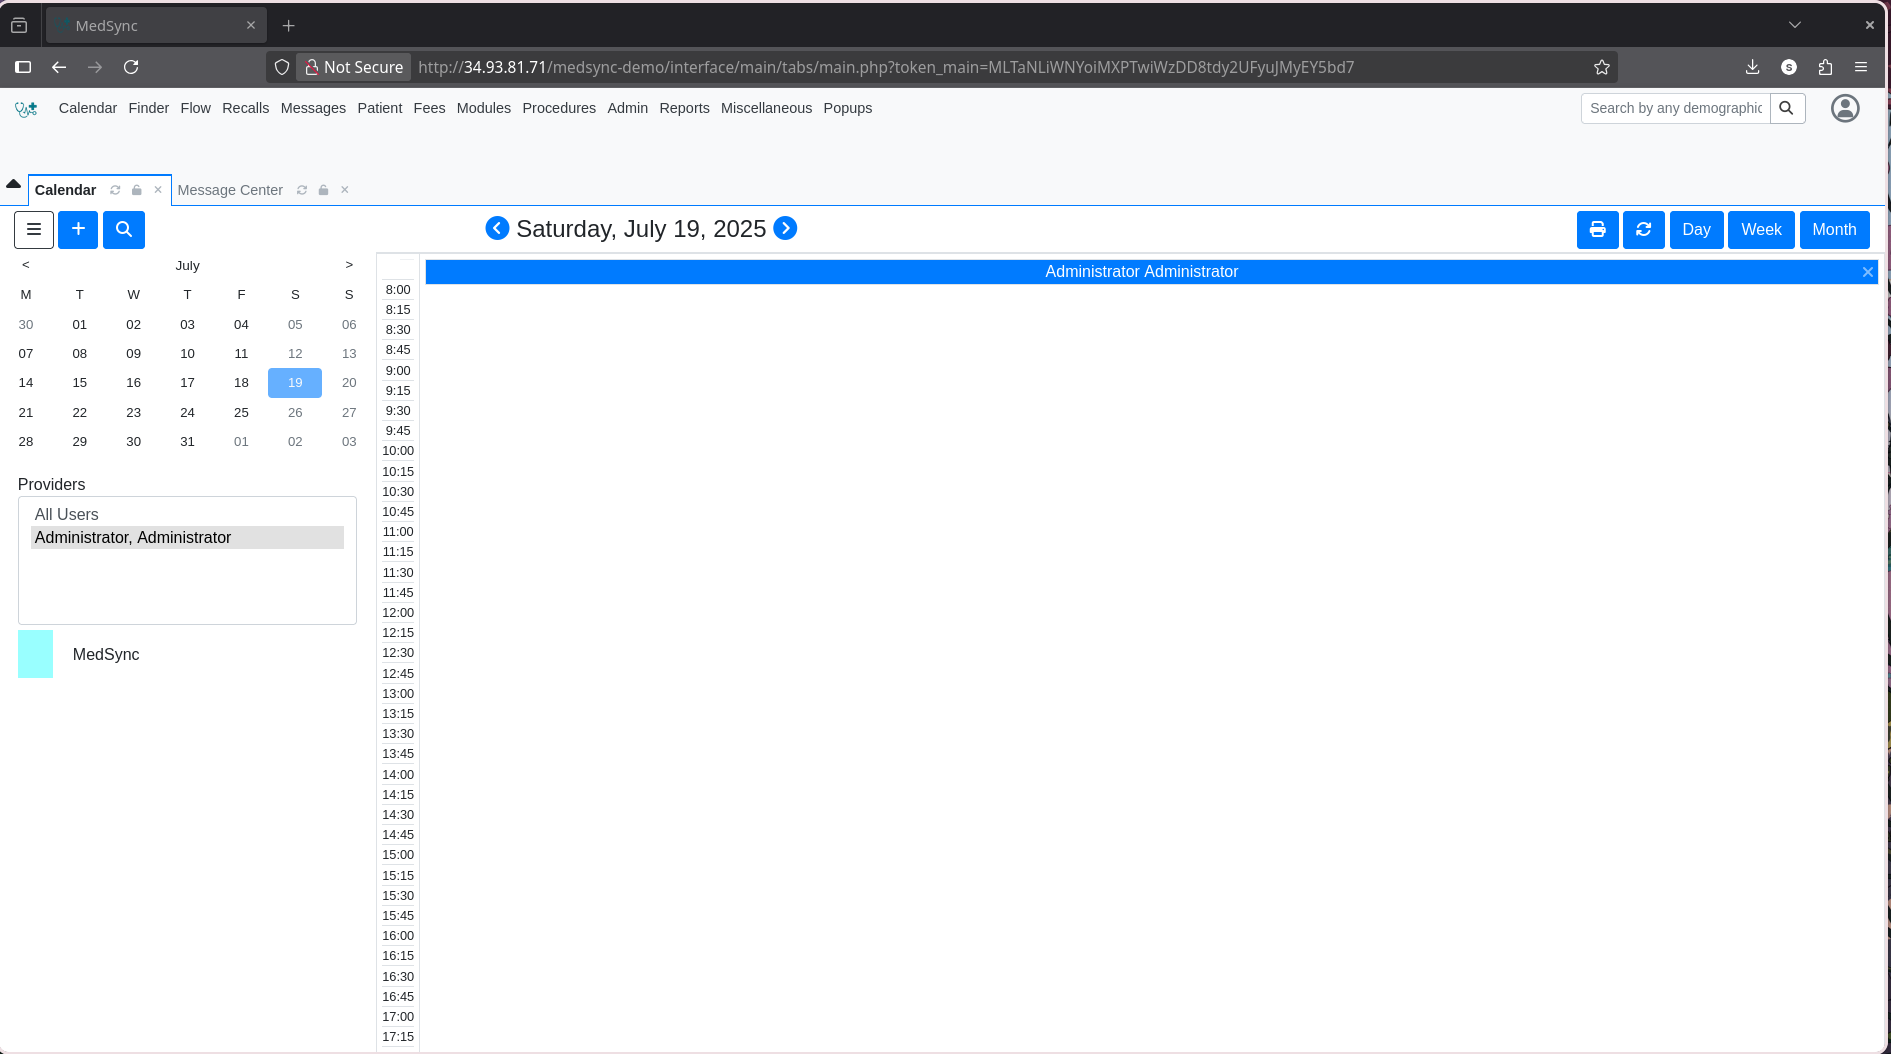 MedSync
Not Secure http://34.93.81.71/medsync-demo/interface/main/tabs/main.php?token_main=MLTaNLiWNYoiMXPTwiWzDD8tdy2UFyuJMyEY5bd7
S
Calendar Finder Flow Recalls Messages Patient Fees Modules Procedures Admin Reports Miscellaneous Popups
Search by any demographic
Calendar Message Center
Saturday, July 19, 2025
Day Week Month
< July >
M T W T F S S
30 01 02 03 04 05 06
07 08 09 10 11 12 13
14 15 16 17 18 19 20
21 22 23 24 25 26 27
28 29 30 31 01 02 03
Providers
All Users
Administrator, Administrator
MedSync
Administrator Administrator
8:00
8:15
8:30
8:45
9:00
9:15
9:30
9:45
10:00
10:15
10:30
10:45
11:00
11:15
11:30
11:45
12:00
12:15
12:30
12:45
13:00
13:15
13:30
13:45
14:00
14:15
14:30
14:45
15:00
15:15
15:30
15:45
16:00
16:15
16:30
16:45
17:00
17:15